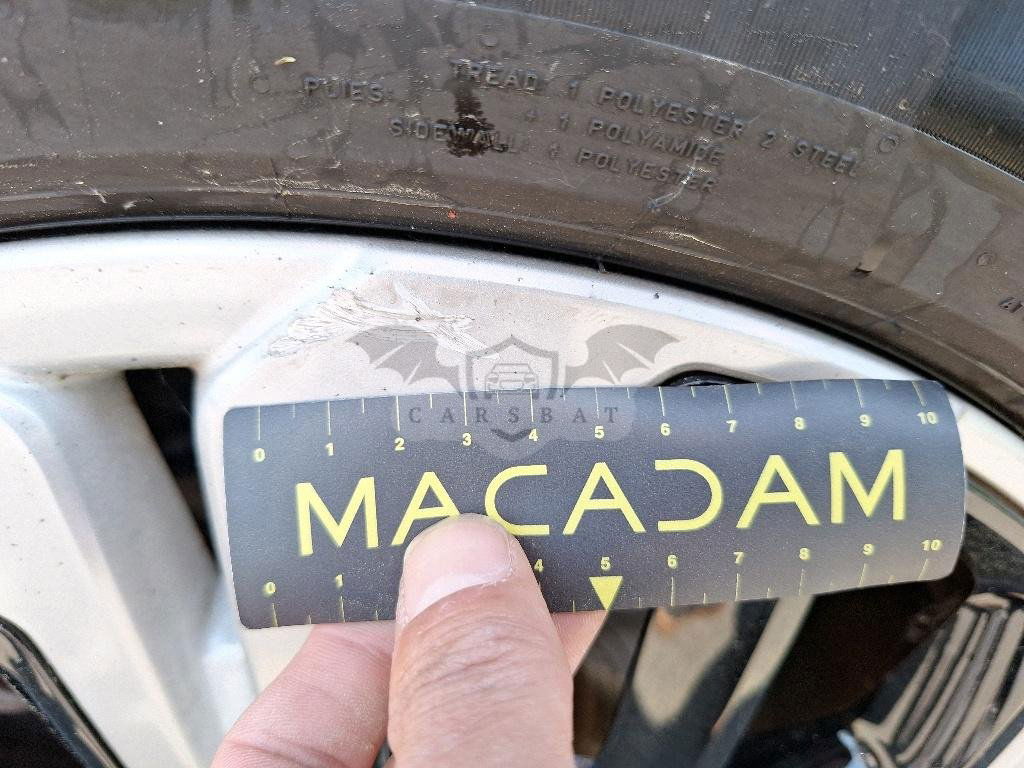 PLIES: TREAD: 1 POLYESTER 2 STEEL
+ 1 POLYAMIDE
SIDEWALL 1 POLYESTER
CARSBAT
0 1 2 3 4 5 6 7 8 9 10
MACADAM
0 1 4 5 6 7 8 9 10